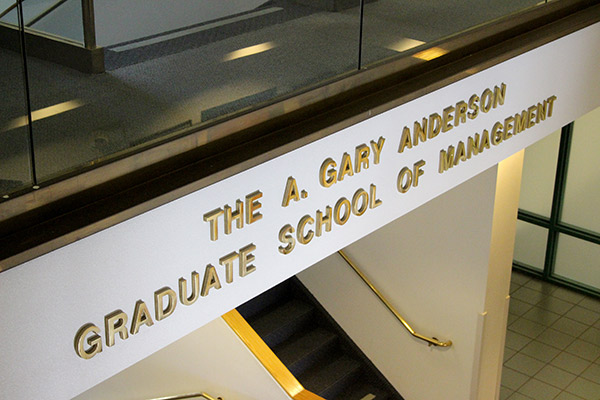 THE A. GARY ANDERSON
GRADUATE SCHOOL OF MANAGEMENT